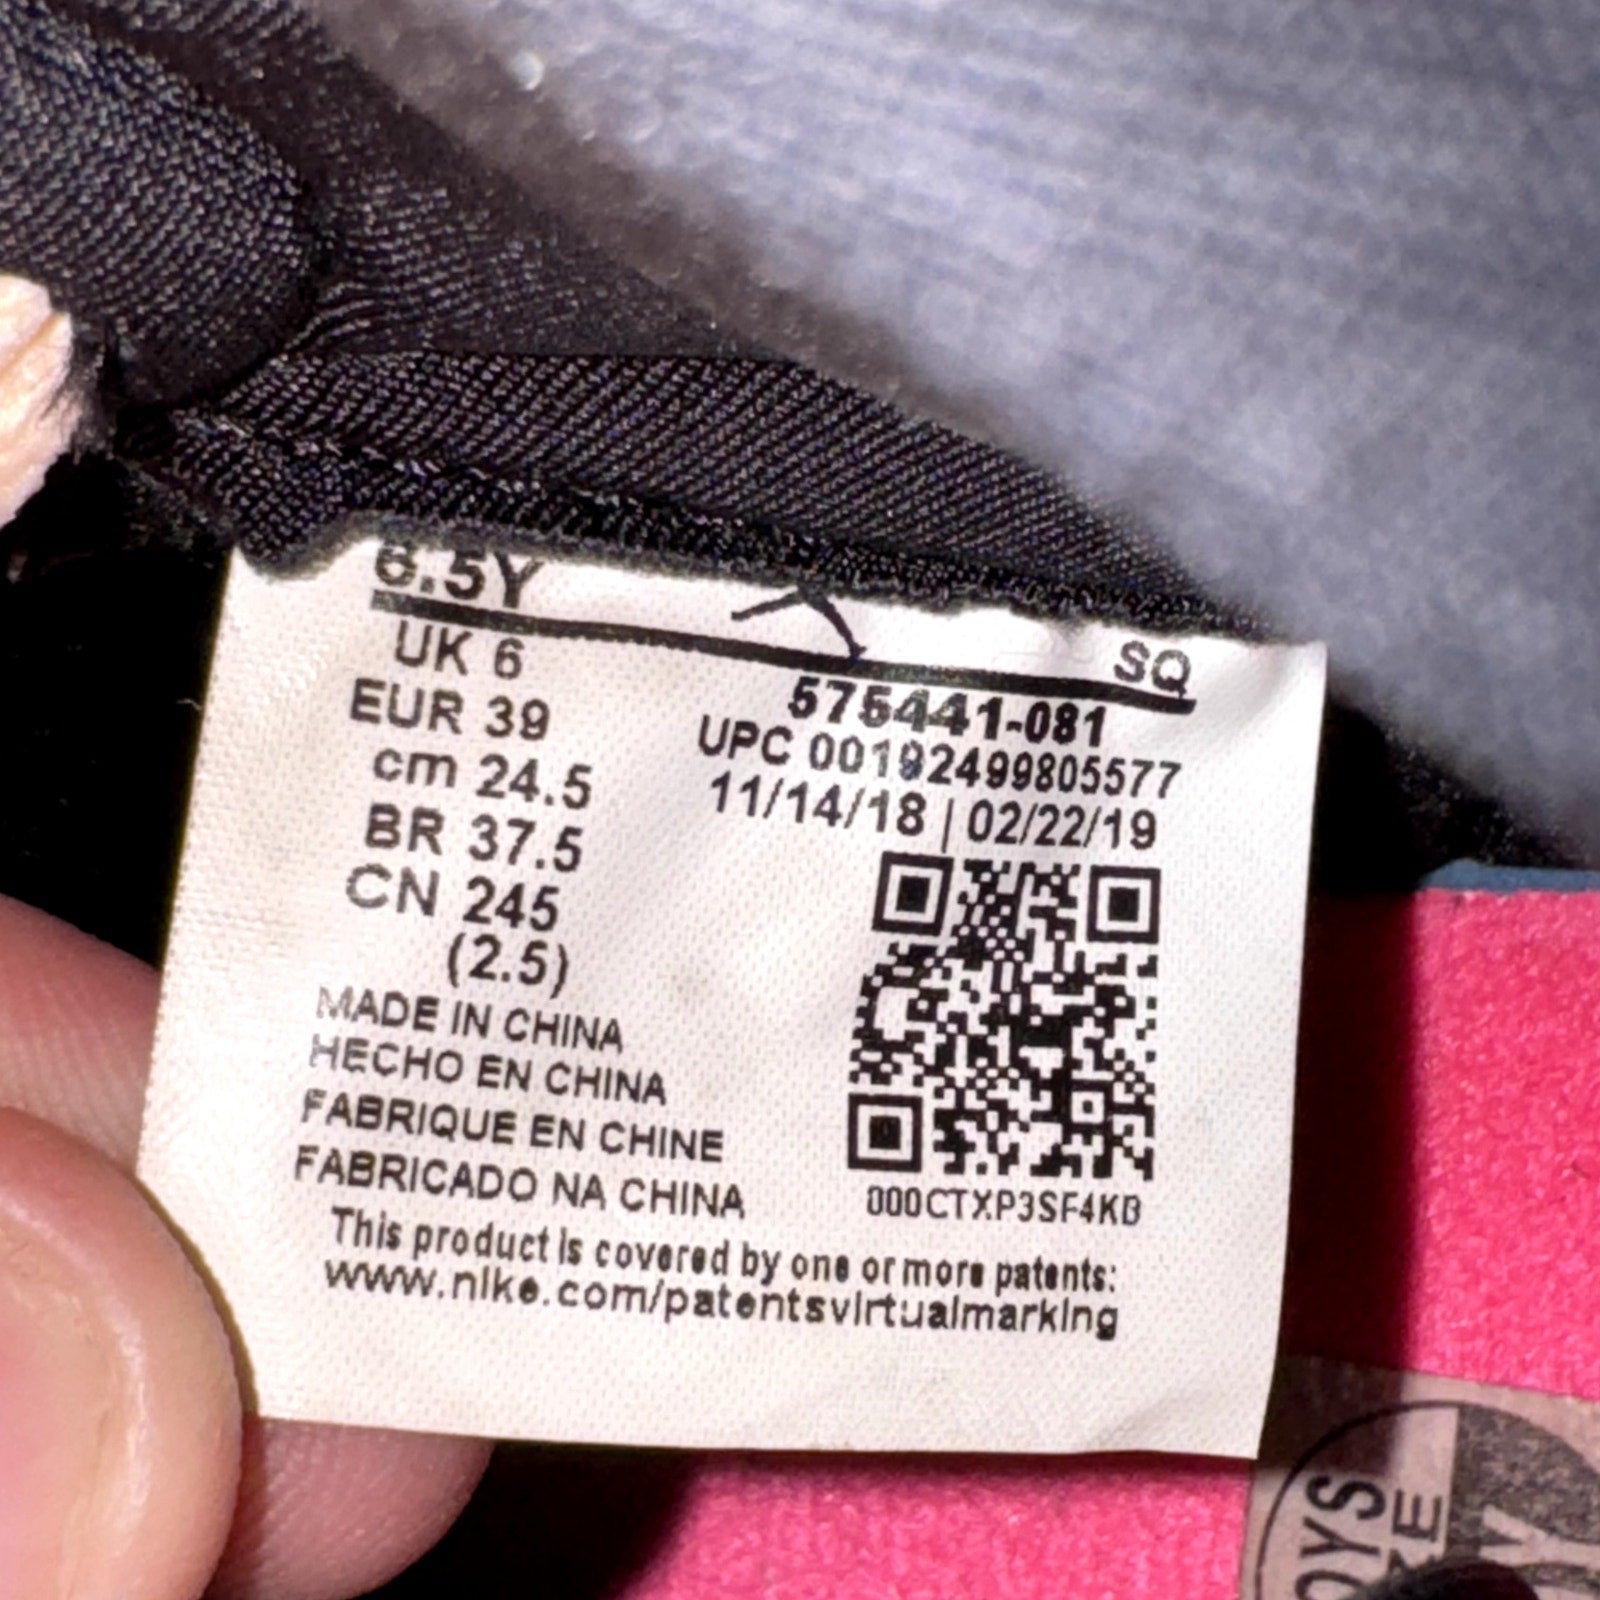 6.5Y
SQ
UK 6
575441-081
EUR 39
UPC 00192499805577
cm 24.5
11/14/18 | 02/22/19
BR 37.5
CN 245
(2.5)
MADE IN CHINA
HECHO EN CHINA
FABRIQUE EN CHINE
FABRICADO NA CHINA
000CTXP3SF4KB
This product is covered by one or more patents:
www.nike.com/patentsvirtualmarking